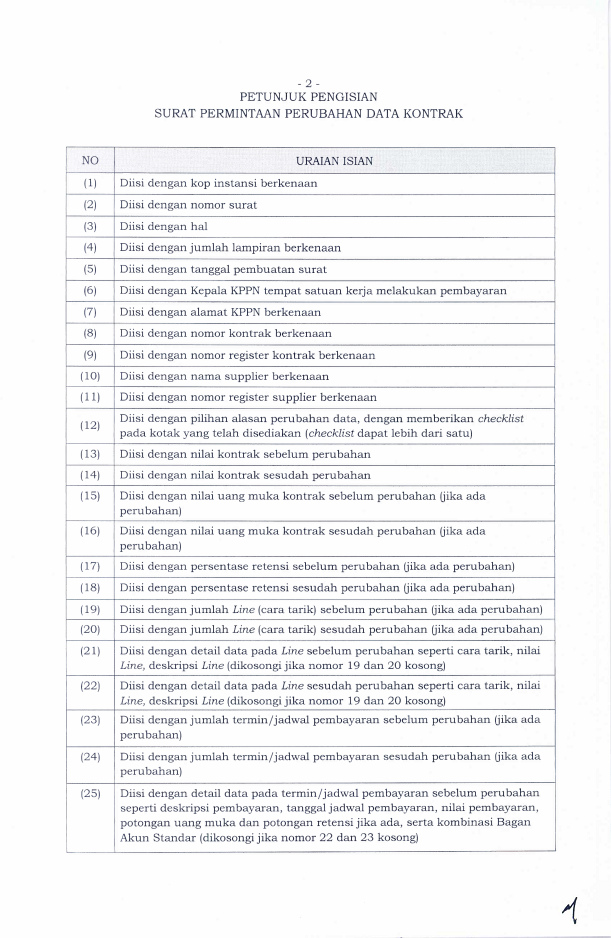 - 2 -
PETUNJUK PENGISIAN
SURAT PERMINTAAN PERUBAHAN DATA KONTRAK
NO URAIAN ISIAN
(1) Diisi dengan kop instansi berkenaan
(2) Diisi dengan nomor surat
(3) Diisi dengan hal
(4) Diisi dengan jumlah lampiran berkenaan
(5) Diisi dengan tanggal pembuatan surat
(6) Diisi dengan Kepala KPPN tempat satuan kerja melakukan pembayaran
(7) Diisi dengan alamat KPPN berkenaan
(8) Diisi dengan nomor kontrak berkenaan
(9) Diisi dengan nomor register kontrak berkenaan
(10) Diisi dengan nama supplier berkenaan
(11) Diisi dengan nomor register supplier berkenaan
(12) Diisi dengan pilihan alasan perubahan data, dengan memberikan checklist
pada kotak yang telah disediakan (checklist dapat lebih dari satu)
(13) Diisi dengan nilai kontrak sebelum perubahan
(14) Diisi dengan nilai kontrak sesudah perubahan
(15) Diisi dengan nilai uang muka kontrak sebelum perubahan (jika ada
perubahan)
(16) Diisi dengan nilai uang muka kontrak sesudah perubahan (jika ada
perubahan)
(17) Diisi dengan persentase retensi sebelum perubahan (jika ada perubahan)
(18) Diisi dengan persentase retensi sesudah perubahan (jika ada perubahan)
(19) Diisi dengan jumlah Line (cara tarik) sebelum perubahan (jika ada perubahan)
(20) Diisi dengan jumlah Line (cara tarik) sesudah perubahan (jika ada perubahan)
(21) Diisi dengan detail data pada Line sebelum perubahan seperti cara tarik, nilai
Line, deskripsi Line (dikosongi jika nomor 19 dan 20 kosong)
(22) Diisi dengan detail data pada Line sesudah perubahan seperti cara tarik, nilai
Line, deskripsi Line (dikosongi jika nomor 19 dan 20 kosong)
(23) Diisi dengan jumlah termin/jadwal pembayaran sebelum perubahan (jika ada
perubahan)
(24) Diisi dengan jumlah termin/jadwal pembayaran sesudah perubahan (jika ada
perubahan)
(25) Diisi dengan detail data pada termin/jadwal pembayaran sebelum perubahan
seperti deskripsi pembayaran, tanggal jadwal pembayaran, nilai pembayaran,
potongan uang muka dan potongan retensi jika ada, serta kombinasi Bagan
Akun Standar (dikosongi jika nomor 22 dan 23 kosong)